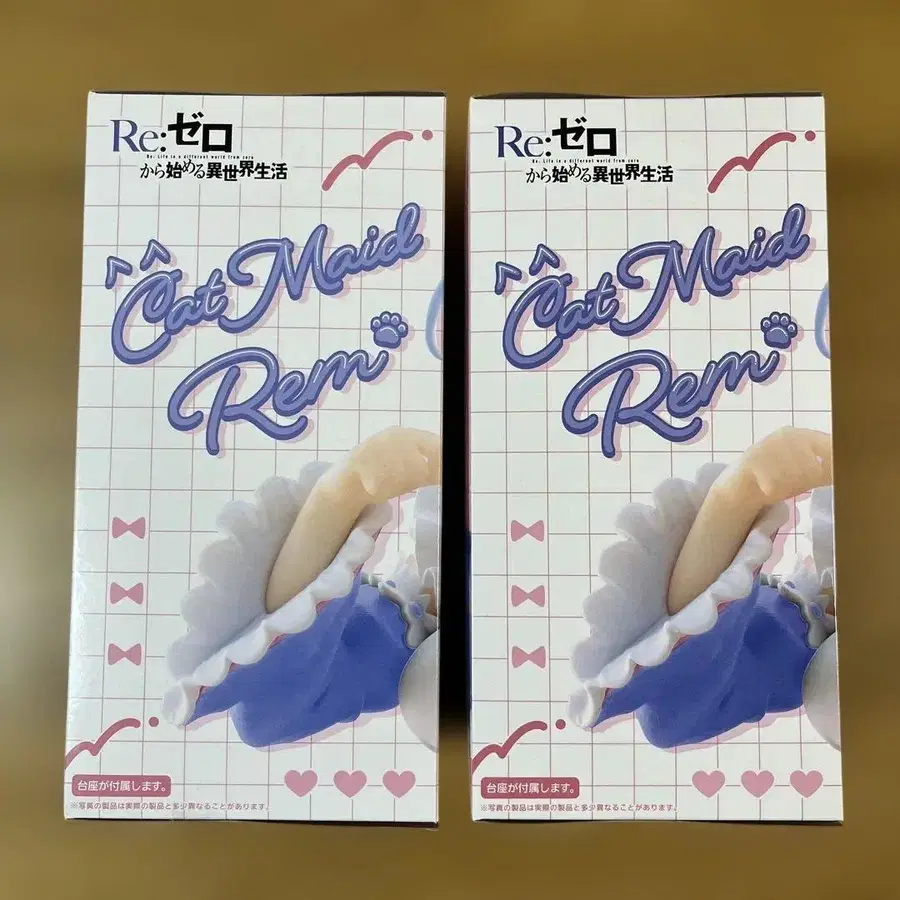 Re:ゼロ
Re: Life in a different world from zero
から始める異世界生活
Cat Maid
Rem
台座が付属します。
※写真の製品は実際の製品と多少異なることがあります。
Re:ゼロ
Re: Life in a different world from zero
から始める異世界生活
Cat Maid
Rem
台座が付属します。
※写真の製品は実際の製品と多少異なることがあります。